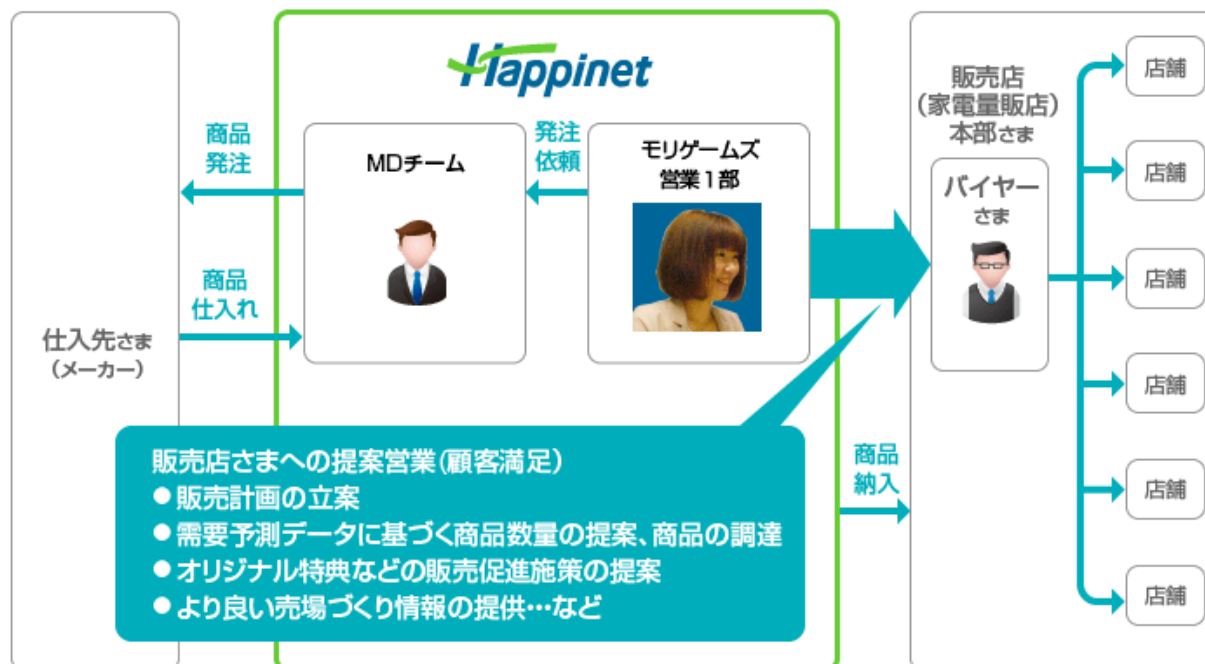 Happinet
商品
発注
MDチーム
発注
依頼
モリゲームズ
営業1部
商品
仕入れ
仕入先さま
（メーカー）
販売店
（家電量販店）
本部さま
バイヤー
さま
店舗
店舗
店舗
店舗
店舗
店舗
商品
納入
販売店さまへの提案営業(顧客満足)
●販売計画の立案
●需要予測データに基づく商品数量の提案、商品の調達
●オリジナル特典などの販売促進施策の提案
●より良い売場づくり情報の提供…など